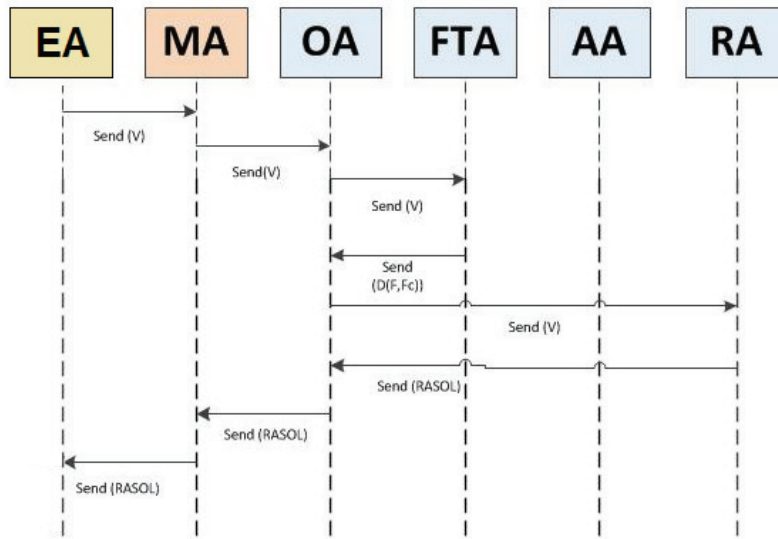 EA MA OA FTA AA RA
Send (V)
Send(V)
Send (V)
Send
(D(F,Fc))
Send (V)
Send (RASOL)
Send (RASOL)
Send (RASOL)